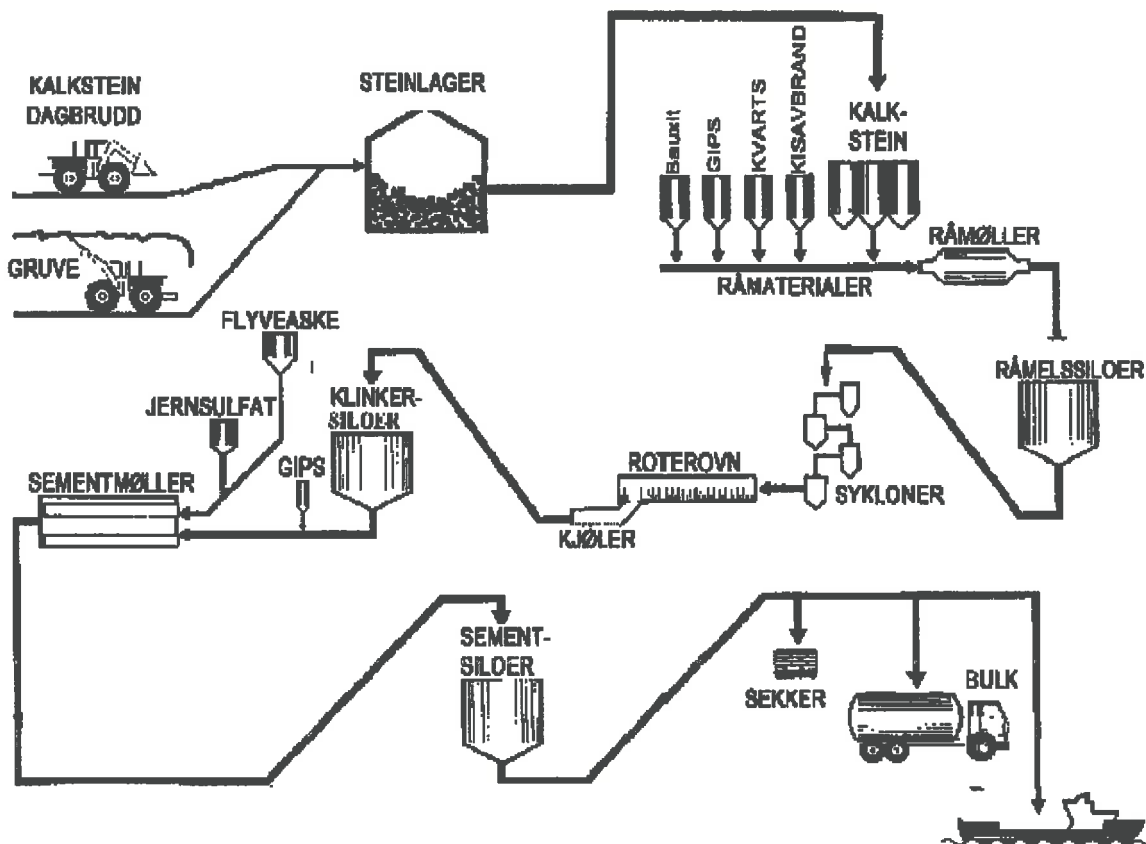 KALKSTEIN
DAGBRUDD
STEINLAGER
Bauxit
GIPS
KVARTS
KISAVBRAND
KALK-
STEIN
GRUVE
RÅMØLLER
RÅMATERIALER
FLYVEASKE
JERNSULFAT
KLINKER-
SILOER
GIPS
SEMENTMØLLER
RÅMELSSILOER
ROTEROVN
SYKLONER
KJØLER
SEMENT-
SILOER
SEKKER
BULK